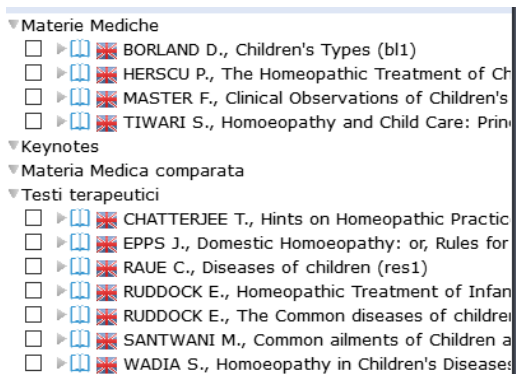 Materie Mediche
BORLAND D., Children's Types (bl1)
HERSCU P., The Homeopathic Treatment of Ch
MASTER F., Clinical Observations of Children's
TIWARI S., Homoeopathy and Child Care: Prin
Keynotes
Materia Medica comparata
Testi terapeutici
CHATTERJEE T., Hints on Homeopathic Practic
EPPS J., Domestic Homoeopathy: or, Rules for
RAUE C., Diseases of children (res1)
RUDDOCK E., Homeopathic Treatment of Infan
RUDDOCK E., The Common diseases of childre
SANTWANI M., Common ailments of Children a
WADIA S., Homoeopathy in Children's Diseases